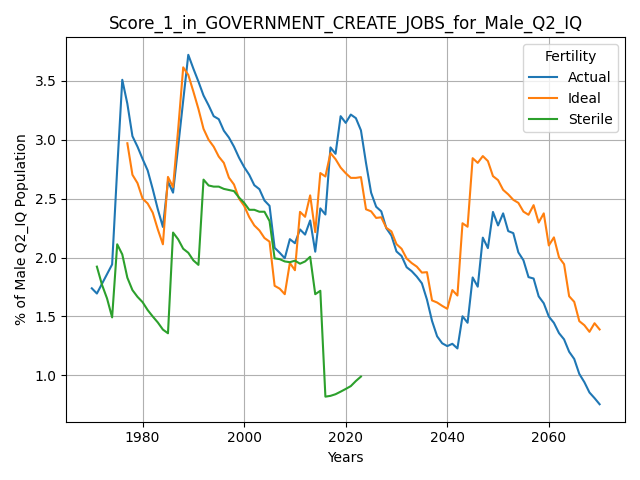 Score_1_in_GOVERNMENT_CREATE_JOBS_for_Male_Q2_IQ
Fertility
Actual
Ideal
Sterile
% of Male Q2_IQ Population
3.5
3.0
2.5
2.0
1.5
1.0
1980 2000 2020 2040 2060
Years